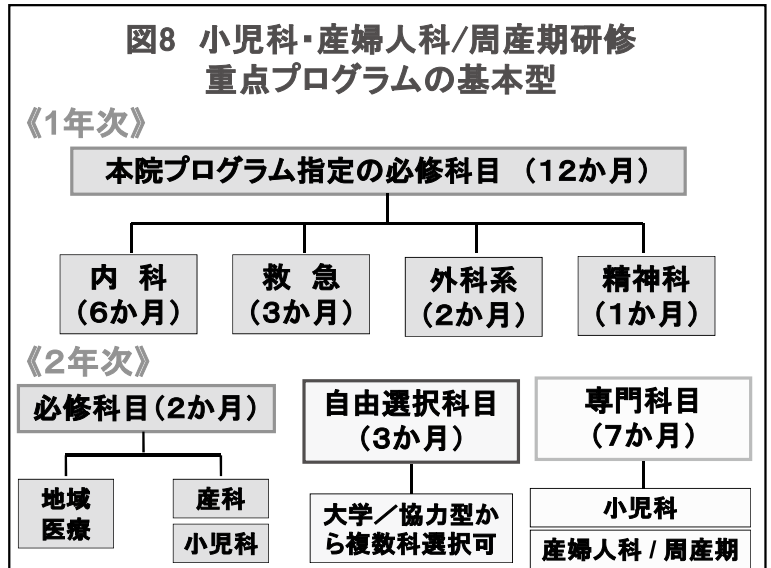 図8 小児科・産婦人科/周産期研修
重点プログラムの基本型
《1年次》
本院プログラム指定の必修科目 （12か月）
内 科
（6か月）
救 急
（3か月）
外科系
（2か月）
精神科
（1か月）
《2年次》
必修科目（2か月）
地域
医療
産科
小児科
自由選択科目
（3か月）
大学／協力型か
ら複数科選択可
専門科目
（7か月）
小児科
産婦人科 / 周産期